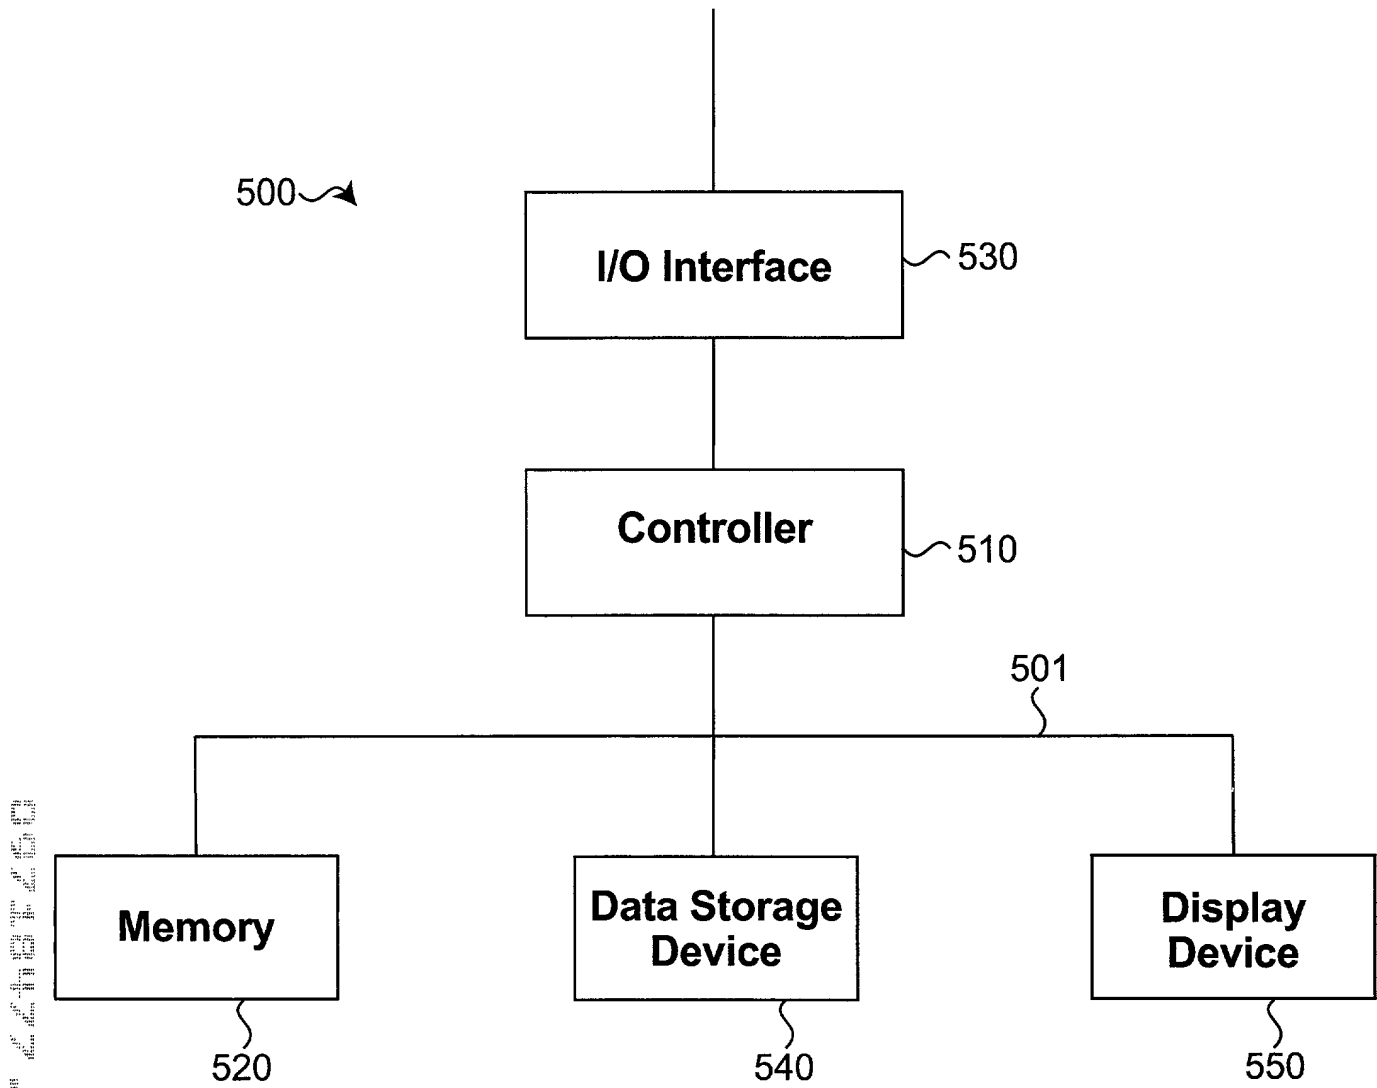 500
I/O Interface
530
Controller
510
501
Memory
Data Storage
Device
Display
Device
520
540
550